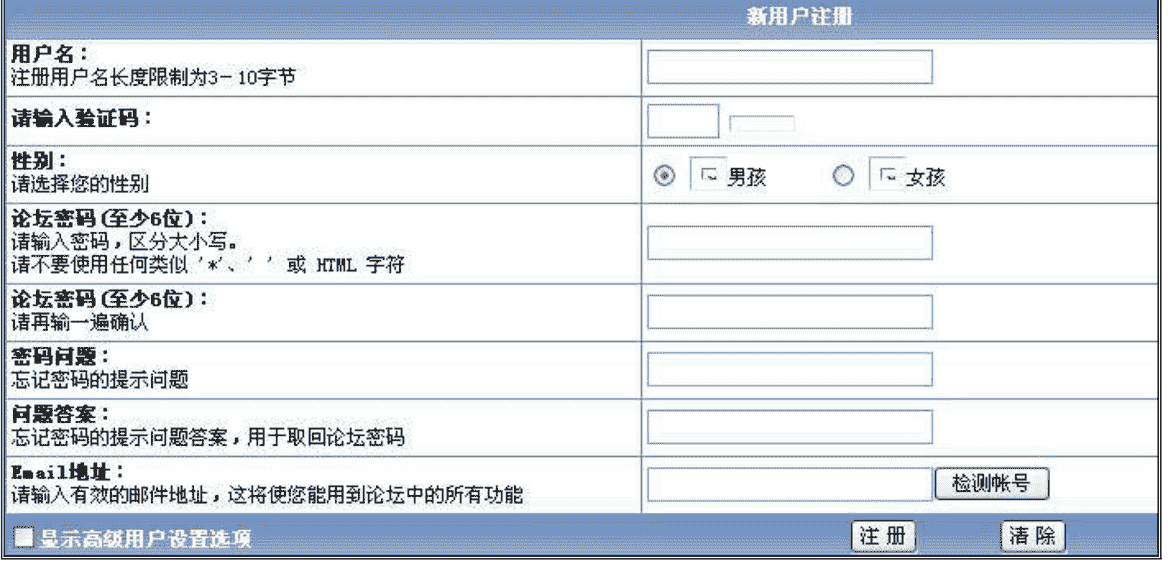 新用户注册
用户名：
注册用户名长度限制为3-10字节
请输入验证码：
性别：
请选择您的性别
男孩 女孩
论坛密码(至少6位)：
请输入密码，区分大小写。
请不要使用任何类似 '*'、' ' 或 HTML 字符
论坛密码(至少6位)：
请再输一遍确认
密码问题：
忘记密码的提示问题
问题答案：
忘记密码的提示问题答案，用于取回论坛密码
Email地址：
请输入有效的邮件地址，这将使您能用到论坛中的所有功能
检测帐号
显示高级用户设置选项 注 册 清 除